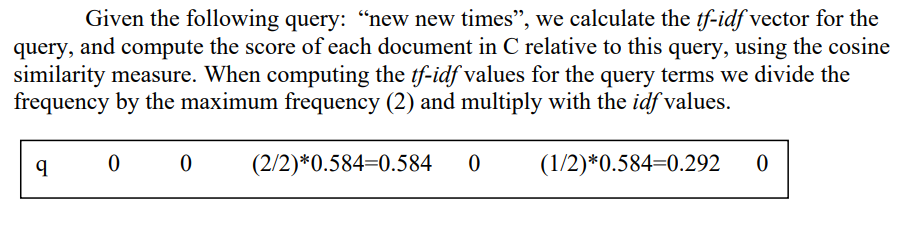 Given the following query: “new new times”, we calculate the tf-idf vector for the
query, and compute the score of each document in C relative to this query, using the cosine
similarity measure. When computing the tf-idf values for the query terms we divide the
frequency by the maximum frequency (2) and multiply with the idf values.
q 0 0 (2/2)*0.584=0.584 0 (1/2)*0.584=0.292 0